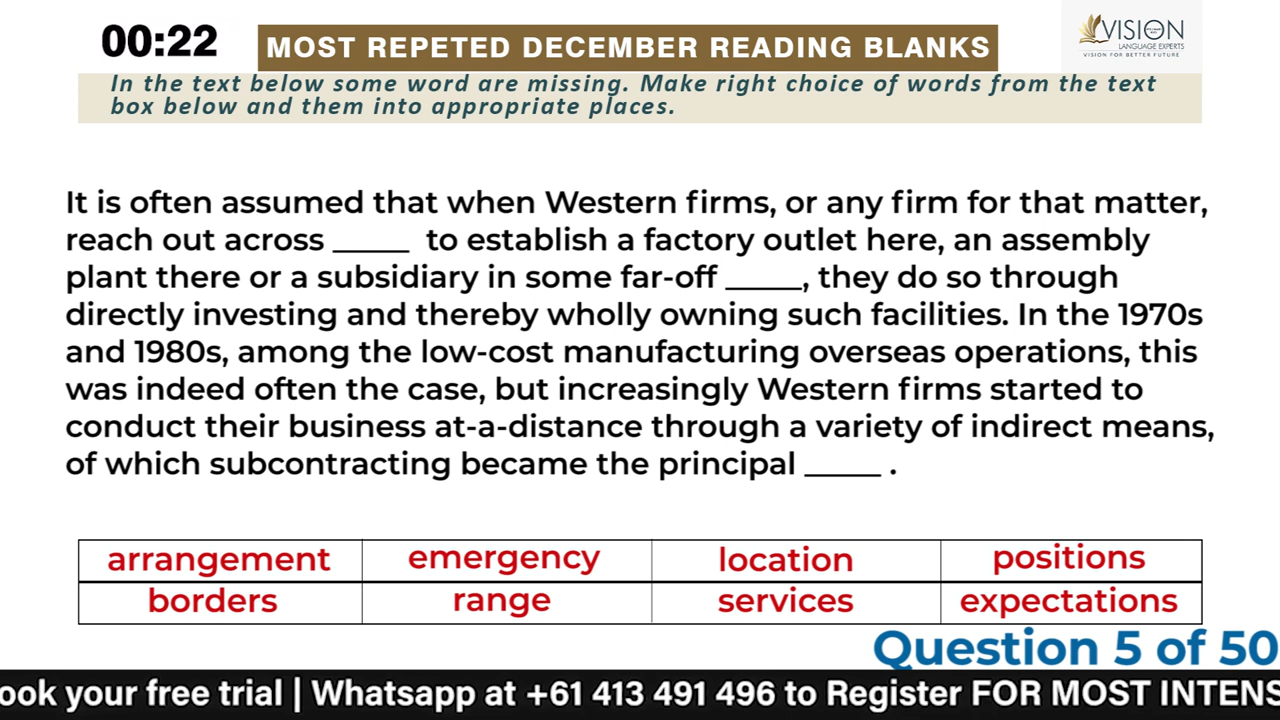 00:22
MOST REPETED DECEMBER READING BLANKS
VISION
LANGUAGE EXPERTS
VISION FOR BETTER FUTURE
In the text below some word are missing. Make right choice of words from the text
box below and them into appropriate places.
It is often assumed that when Western firms, or any firm for that matter,
reach out across _____ to establish a factory outlet here, an assembly
plant there or a subsidiary in some far-off _____, they do so through
directly investing and thereby wholly owning such facilities. In the 1970s
and 1980s, among the low-cost manufacturing overseas operations, this
was indeed often the case, but increasingly Western firms started to
conduct their business at-a-distance through a variety of indirect means,
of which subcontracting became the principal _____ .
arrangement emergency location positions
borders range services expectations
Question 5 of 50
ook your free trial | Whatsapp at +61 413 491 496 to Register FOR MOST INTENS